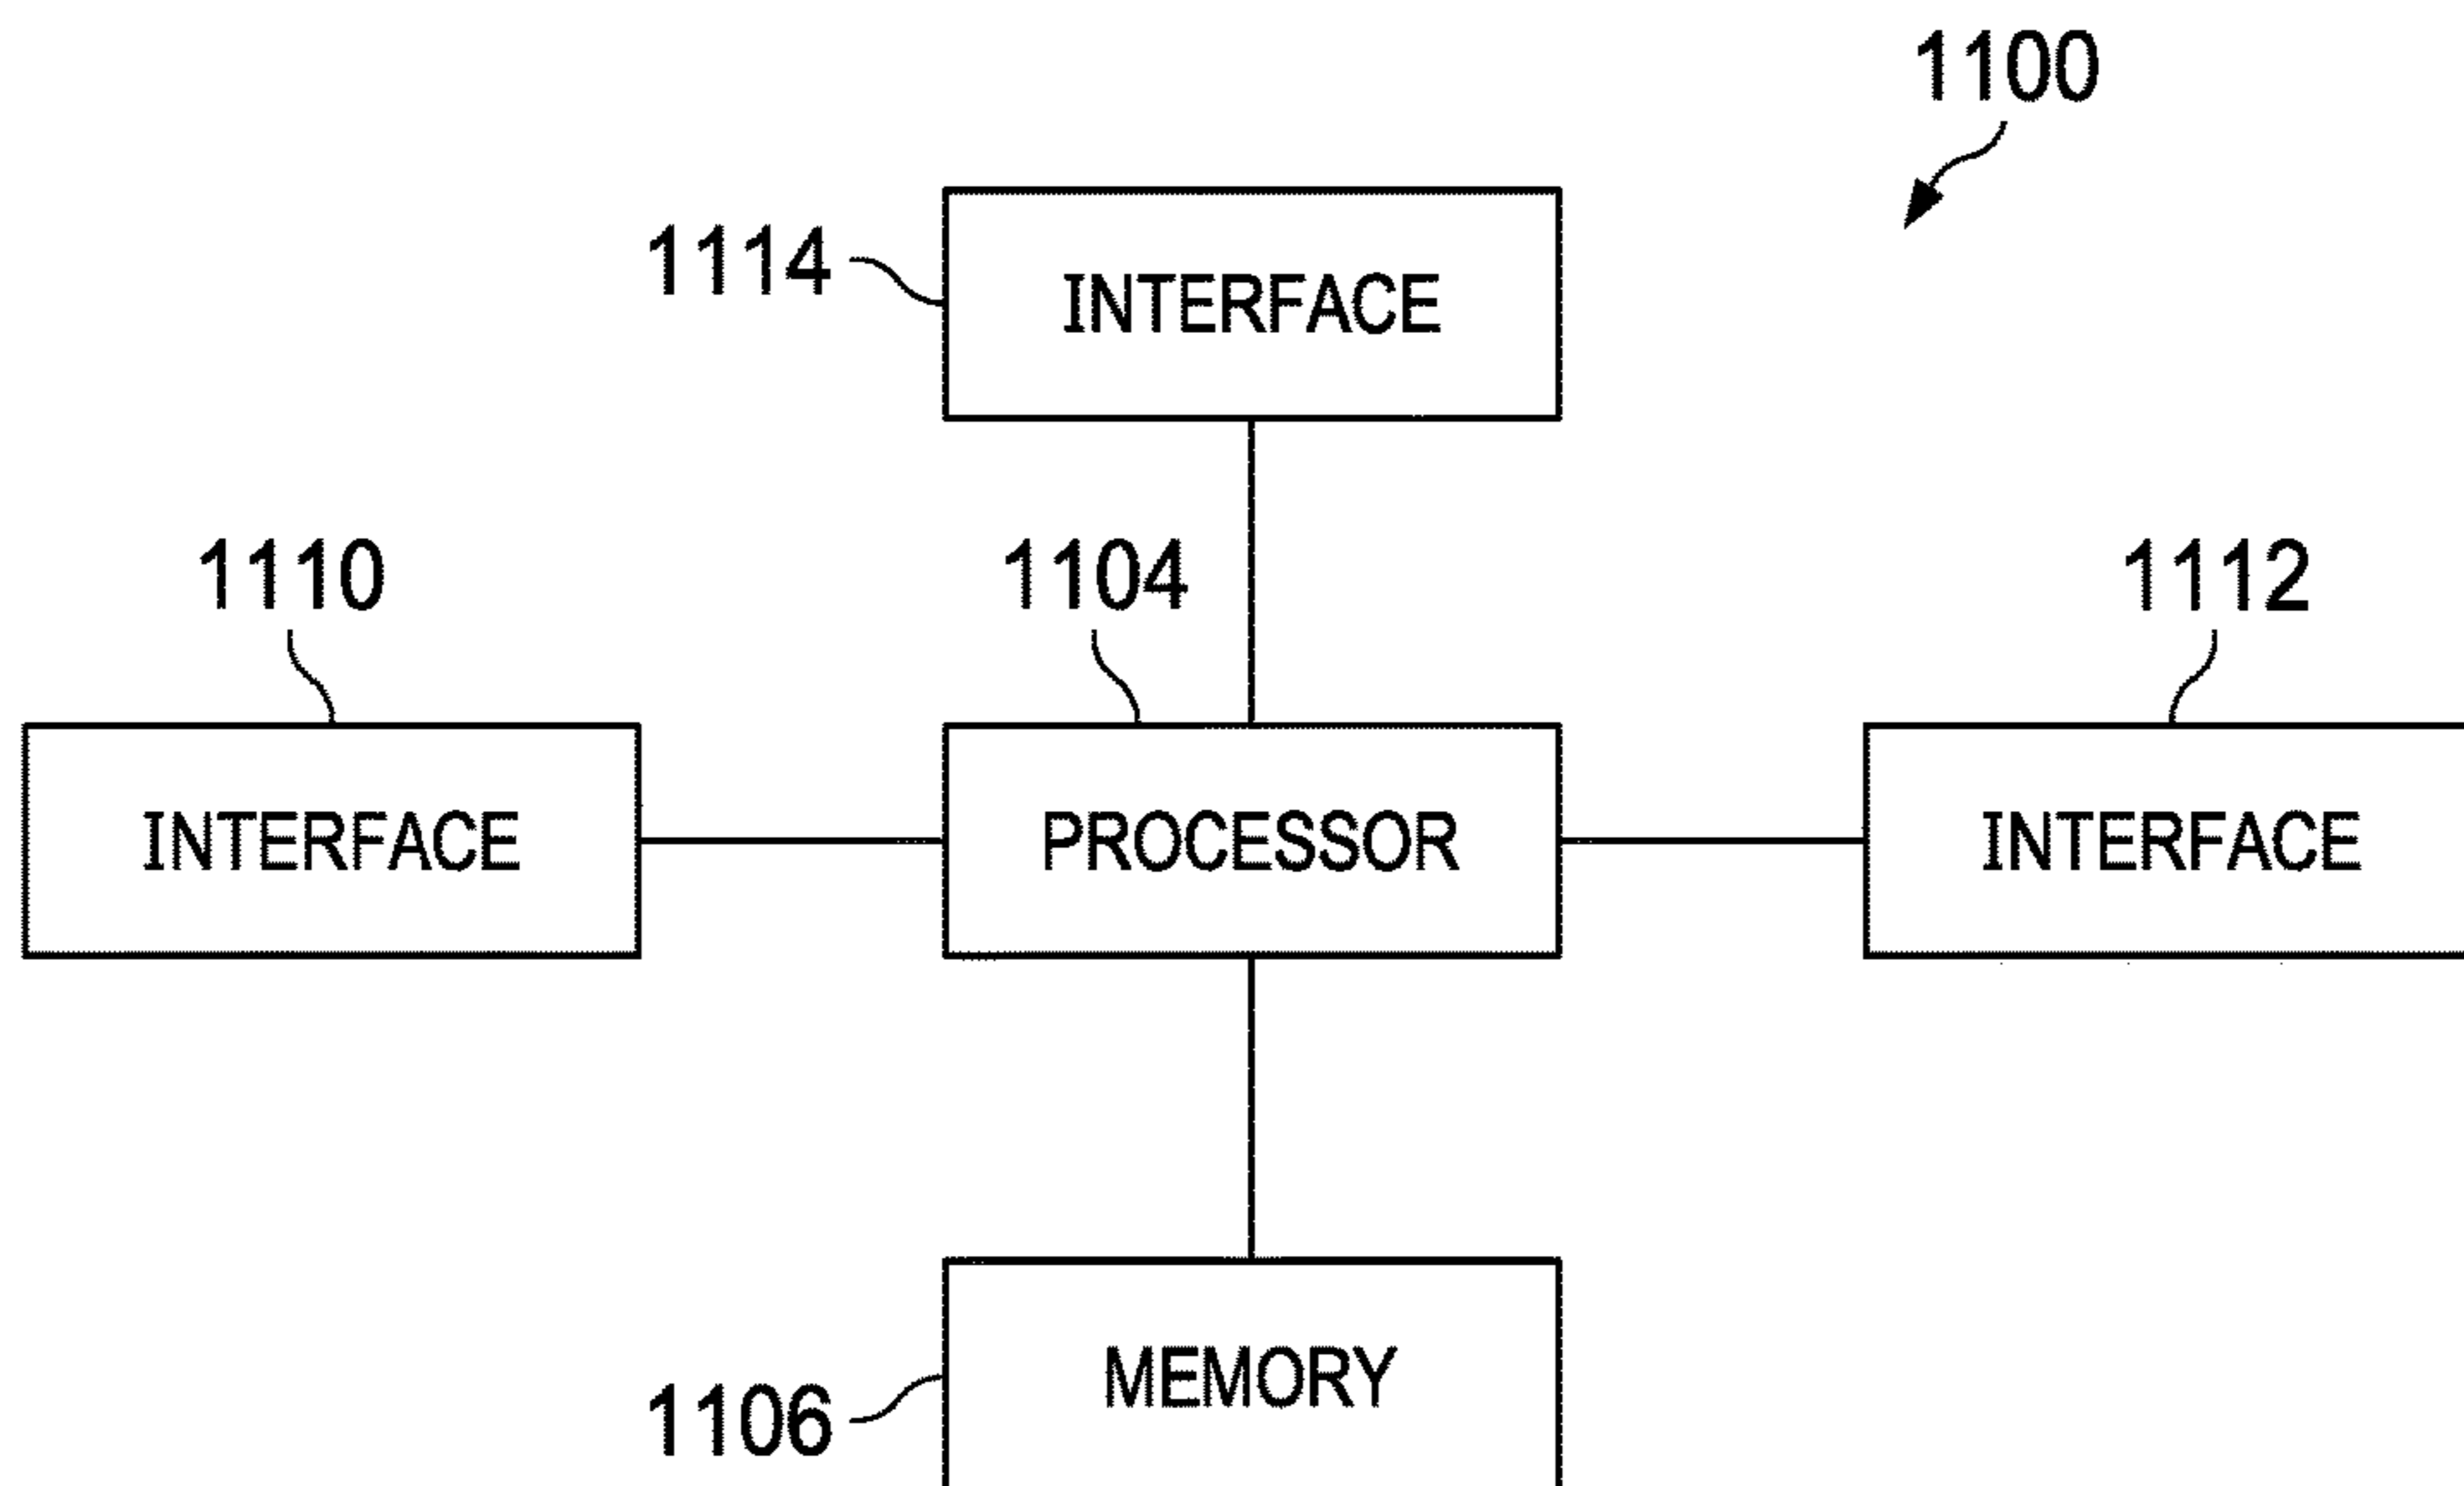 1100
1114
INTERFACE
1110
1104
1112
INTERFACE
PROCESSOR
INTERFACE
MEMORY
1106